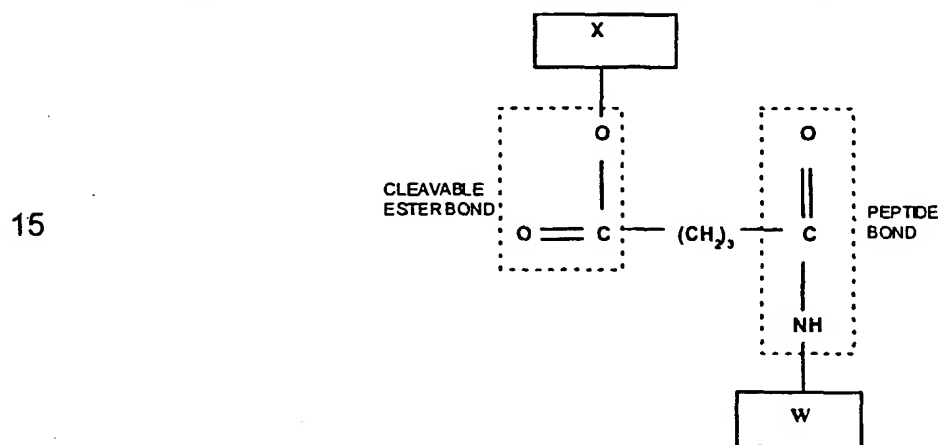 X
O O
CLEAVABLE
ESTER BOND
15
O C (CH2)3 C
PEPTIDE
BOND
NH
W